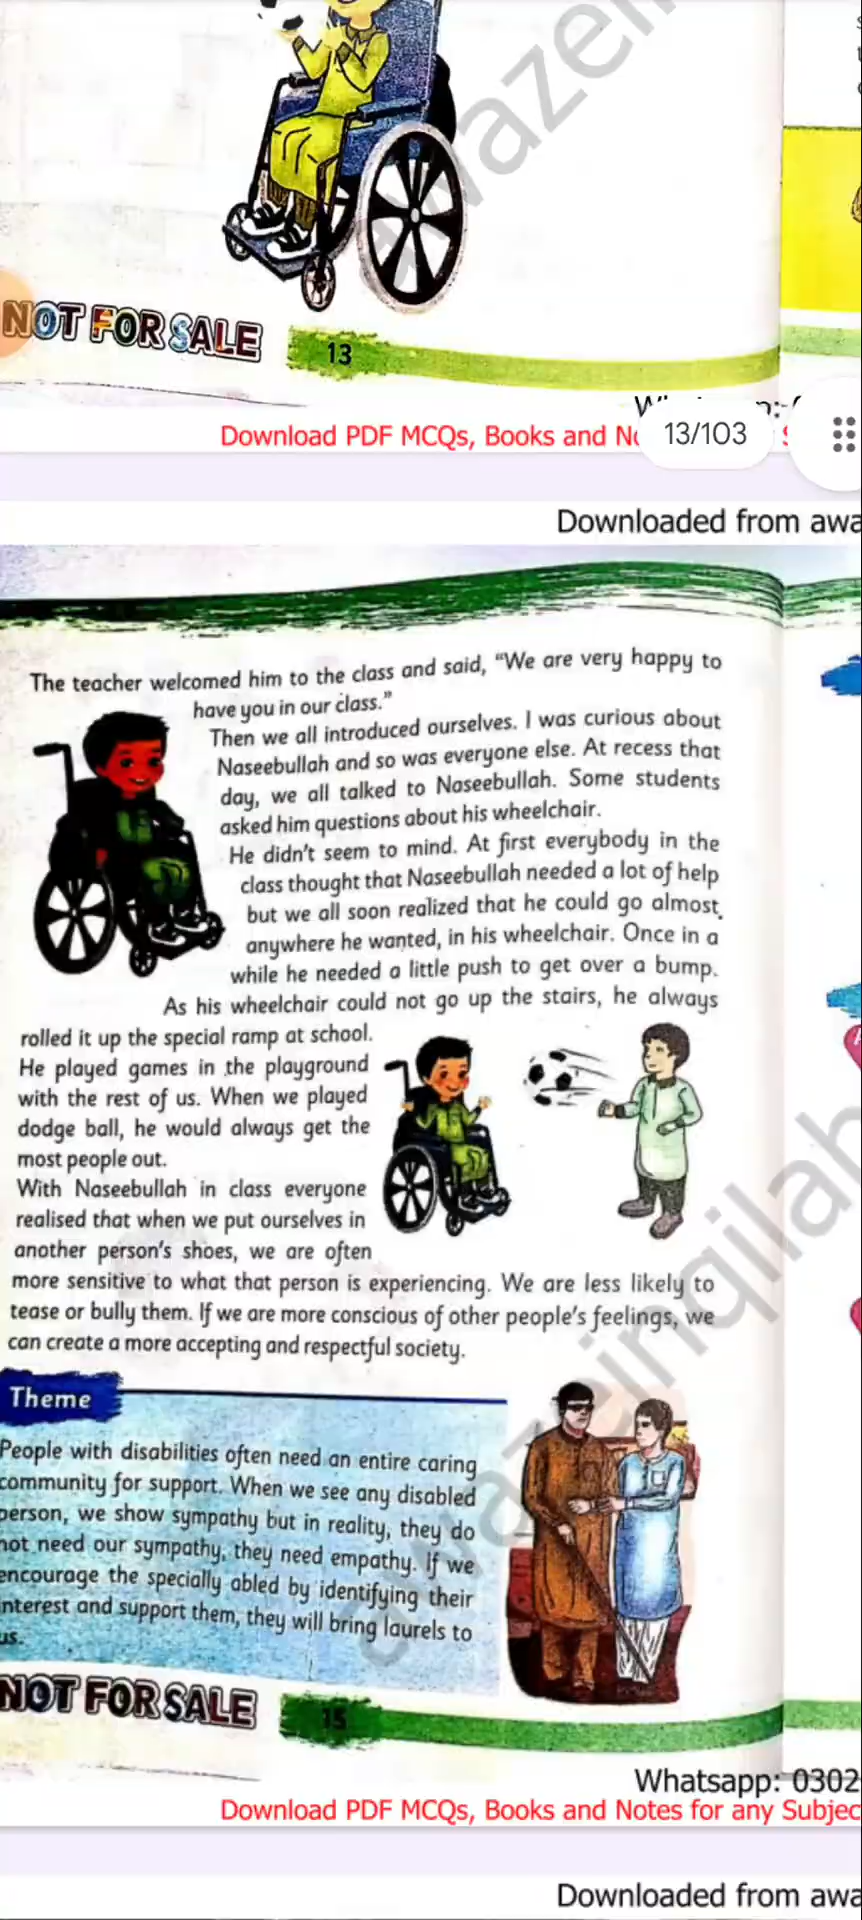 NOT FOR SALE
13
Download PDF MCQs, Books and
13/103
Downloaded from
The teacher welcomed him to the class and said, “We are very happy to
have you in our class.”
Then we all introduced ourselves. I was curious about
Naseebullah and so was everyone else. At recess that
day, we all talked to Naseebullah. Some students
asked him questions about his wheelchair.
He didn’t seem to mind. At first everybody in the
class thought that Naseebullah needed a lot of help
but we all soon realized that he could go almost
anywhere he wanted, in his wheelchair. Once in a
while he needed a little push to get over a bump.
As his wheelchair could not go up the stairs, he always
rolled it up the special ramp at school.
He played games in the playground
with the rest of us. When we played
dodge ball, he would always get the
most people out.
With Naseebullah in class everyone
realised that when we put ourselves in
another person’s shoes, we are often
more sensitive to what that person is experiencing. We are less likely to
tease or bully them. If we are more conscious of other people’s feelings, we
can create a more accepting and respectful society.
Theme
People with disabilities often need an entire caring
community for support. When we see any disabled
person, we show sympathy but in reality, they do
not need our sympathy, they need empathy. If we
encourage the specially abled by identifying their
interest and support them, they will bring laurels to
us.
NOT FOR SALE
15
Whatsapp: 0302
Download PDF MCQs, Books and Notes for any Subjec
Downloaded from awa
awazeinqilab